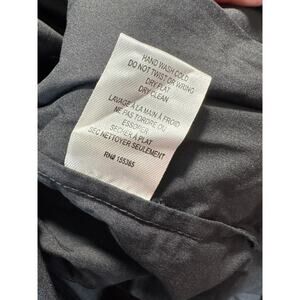 HAND WASH COLD
DO NOT TWIST OR WRING
DRY FLAT
DRY CLEAN
LAVAGE À LA MAIN À FROID
NE PAS TORDRE OU
ESSORER
SÉCHER À PLAT
SEC NETTOYER SEULEMENT
RN# 155385